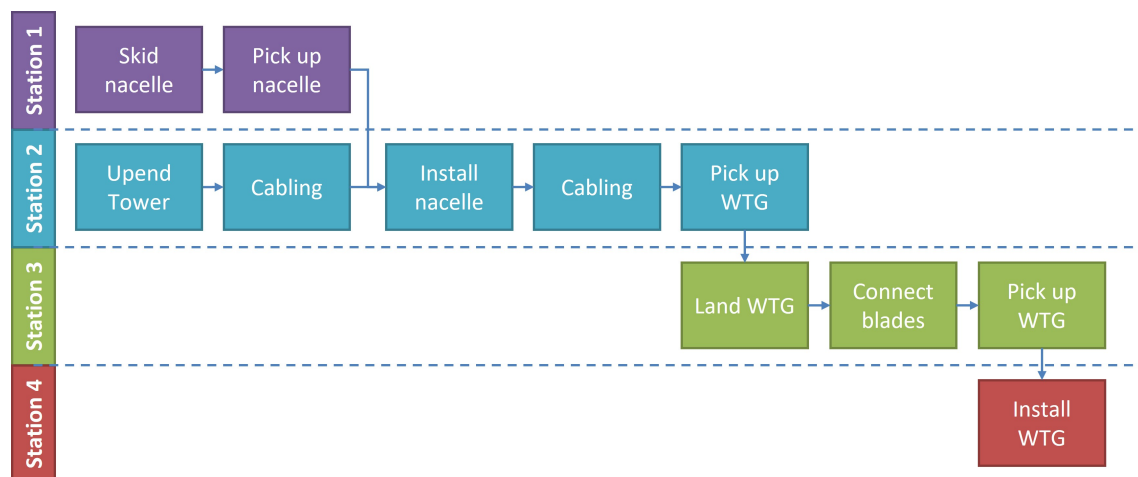 Station 1
Skid
nacelle
Pick up
nacelle
Station 2
Upend
Tower
Cabling
Install
nacelle
Cabling
Pick up
WTG
Station 3
Land WTG
Connect
blades
Pick up
WTG
Station 4
Install
WTG